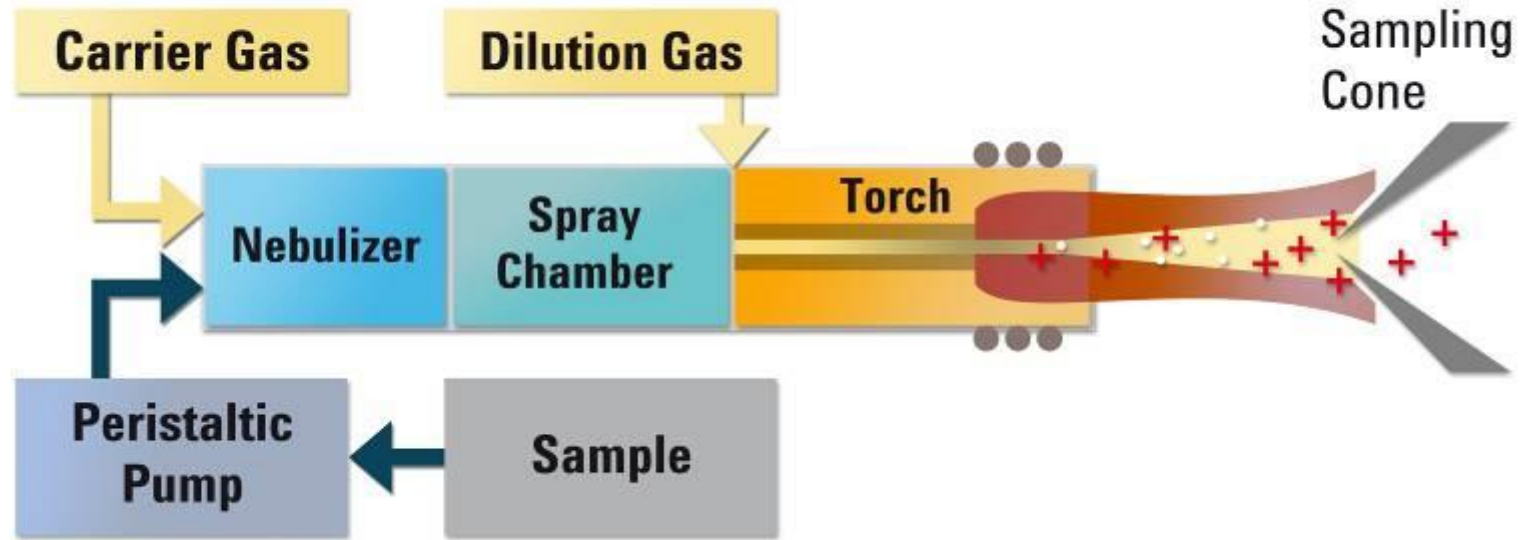 Carrier Gas
Dilution Gas
Sampling
Cone
Nebulizer
Spray
Chamber
Torch
Peristaltic
Pump
Sample